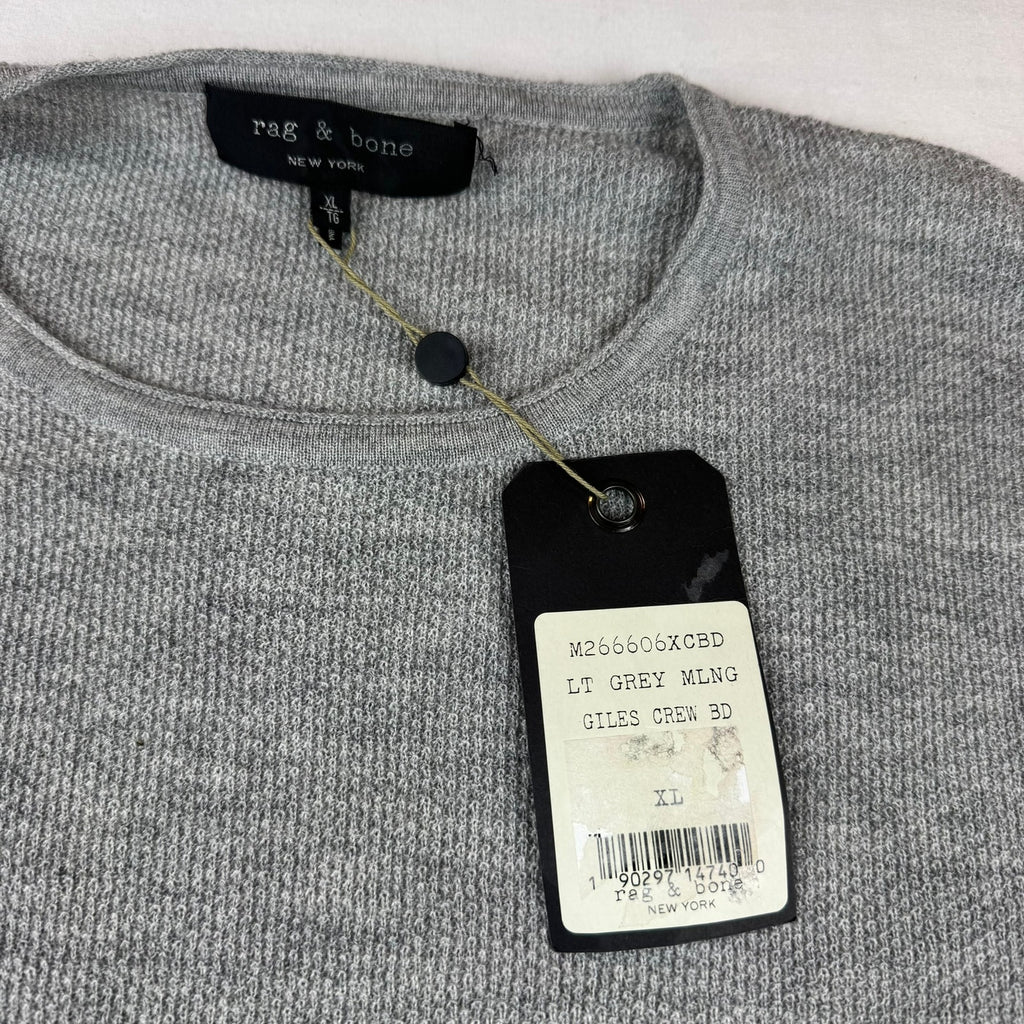 rag & bone
NEW YORK
XL
TG
M266606XCBD
LT GREY MLNG
GILES CREW BD
XL
1 90297 14740 0
rag & bone
NEW YORK